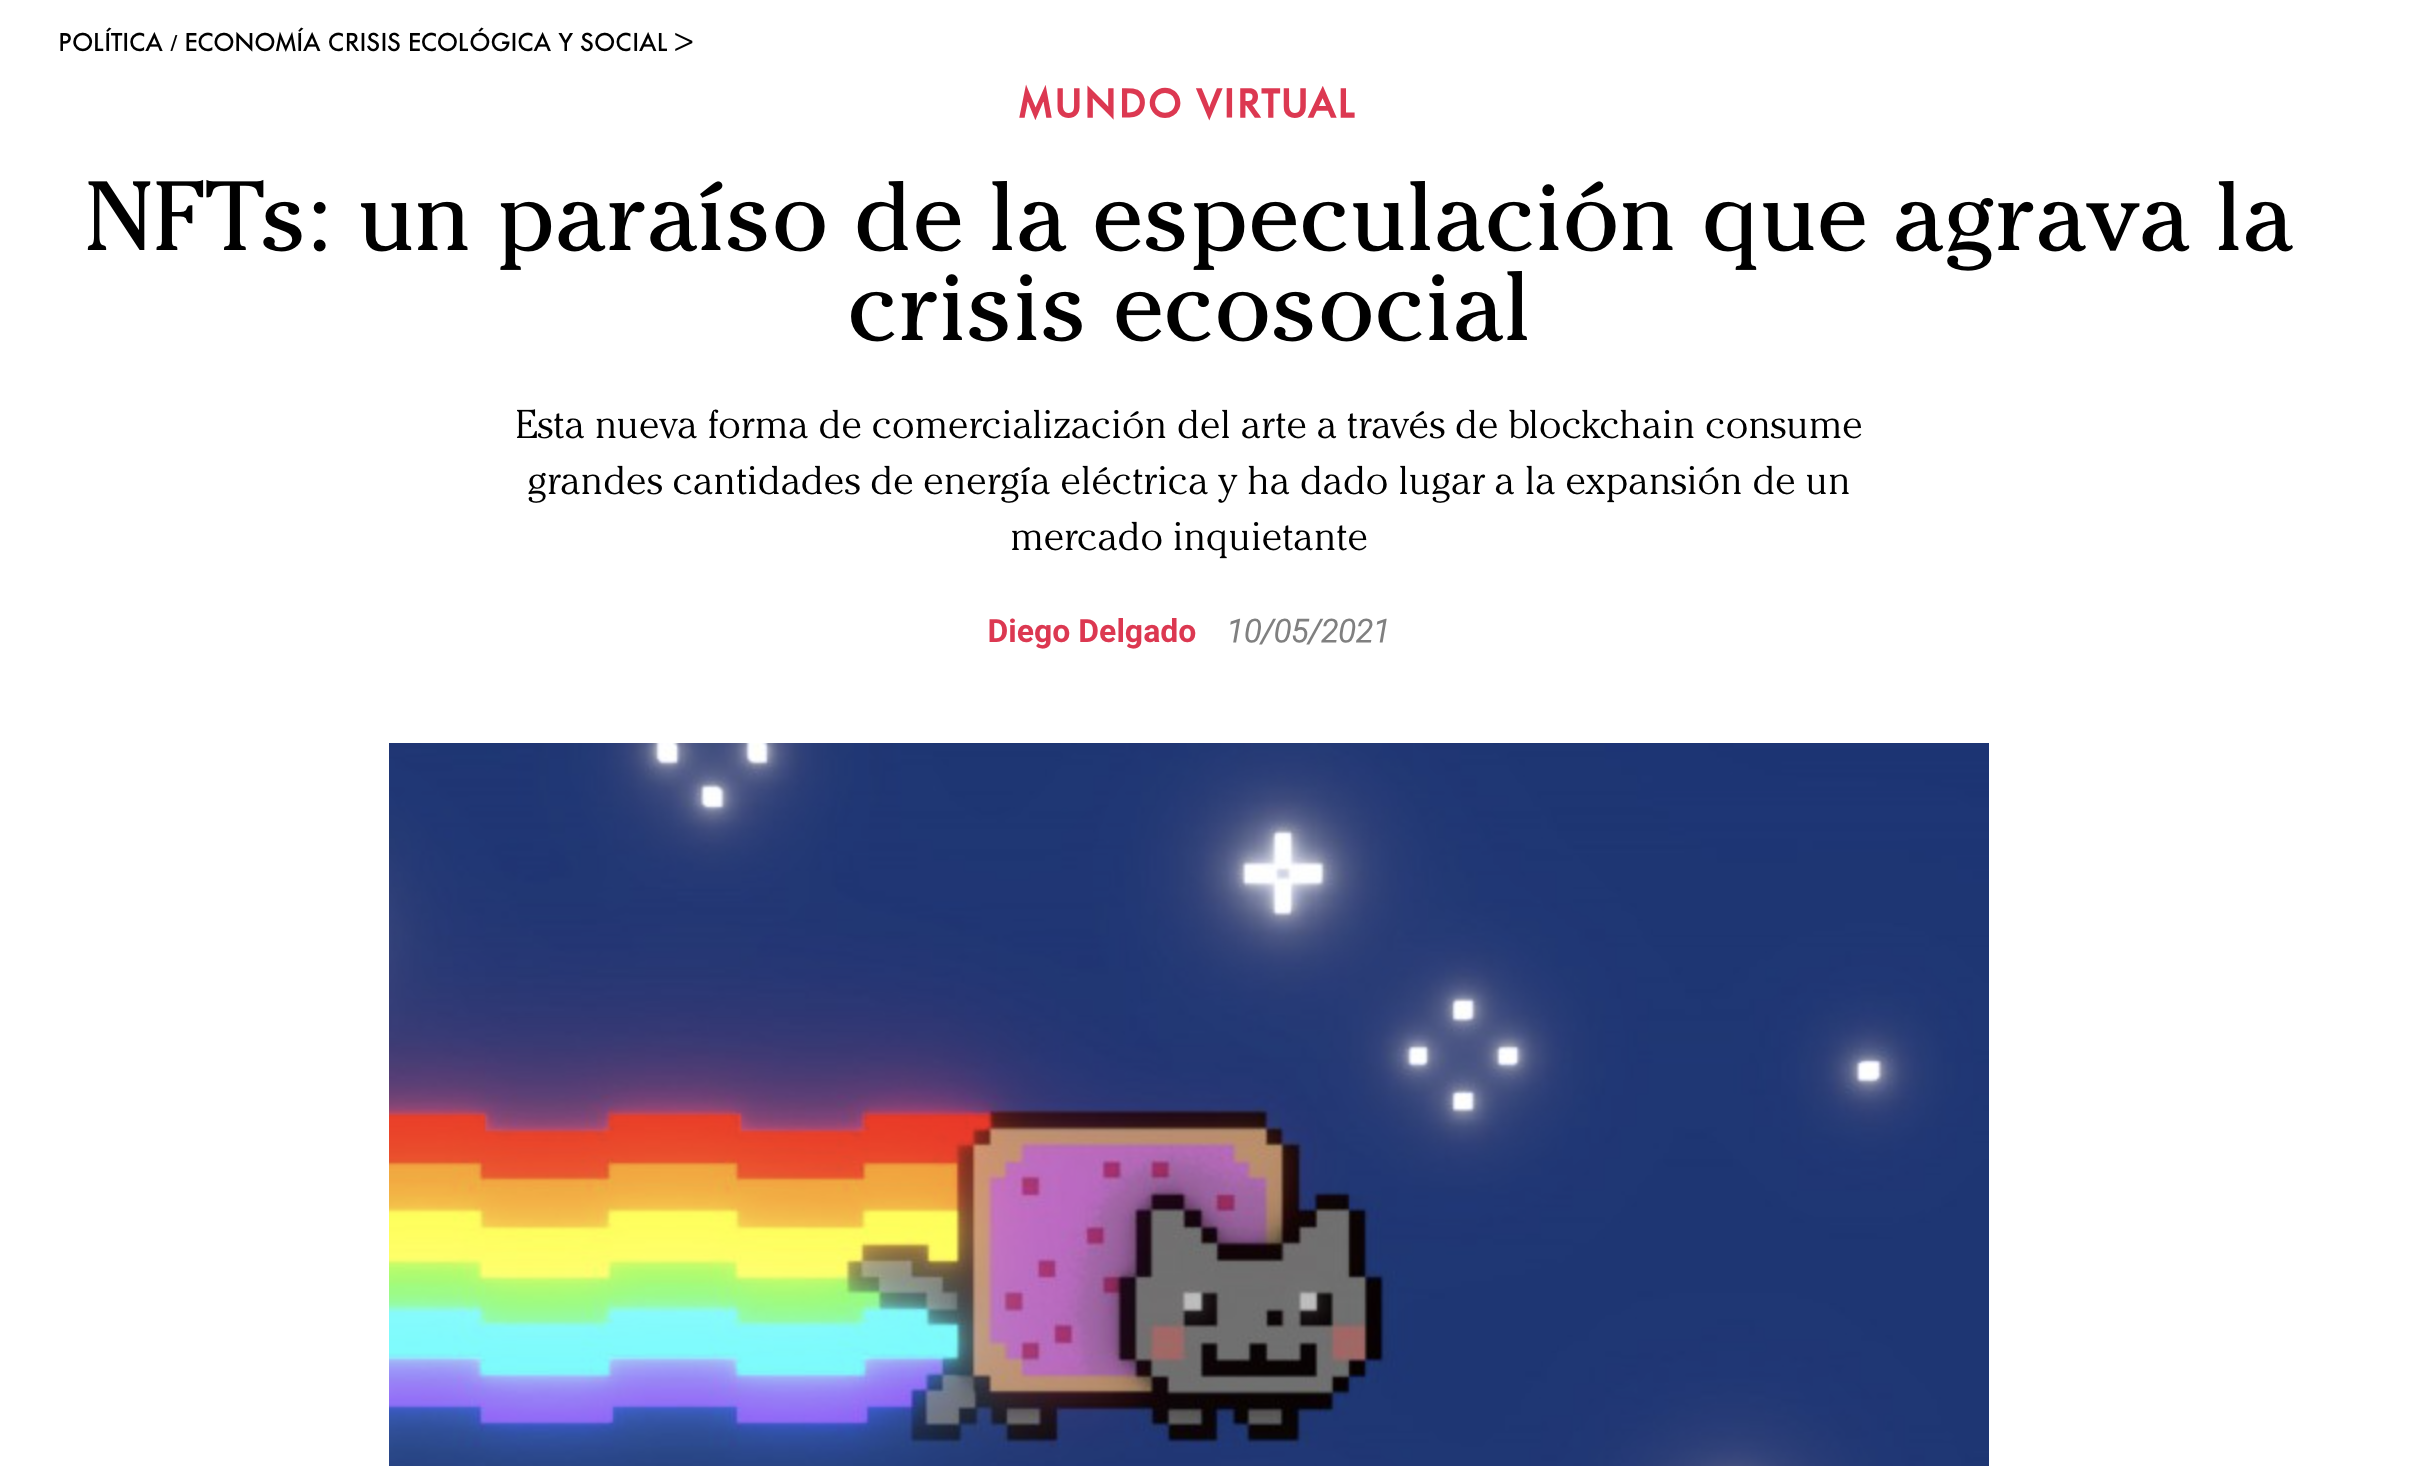 POLÍTICA / ECONOMÍA CRISIS ECOLÓGICA Y SOCIAL >
MUNDO VIRTUAL
NFTs: un paraíso de la especulación que agrava la
crisis ecosocial
Esta nueva forma de comercialización del arte a través de blockchain consume
grandes cantidades de energía eléctrica y ha dado lugar a la expansión de un
mercado inquietante
Diego Delgado 10/05/2021